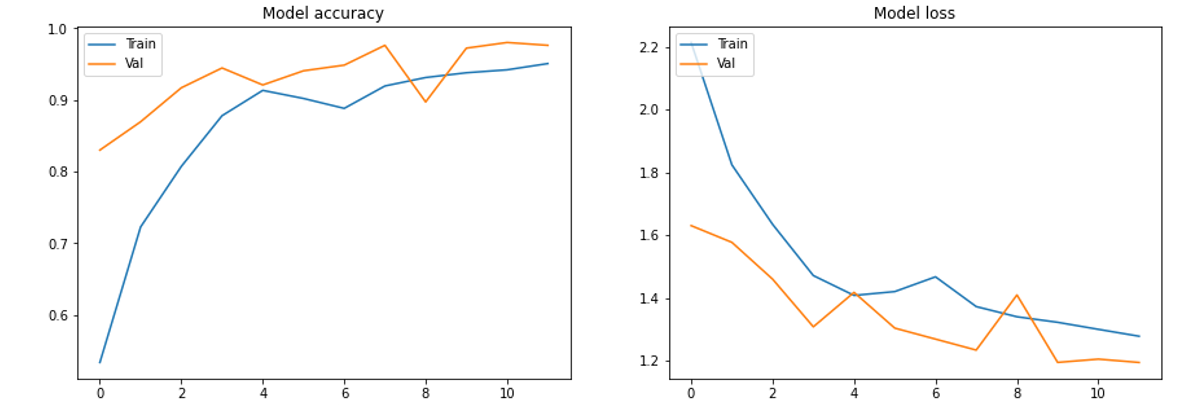 Model accuracy
1.0
0.9
0.8
0.7
0.6
Train
Val
0 2 4 6 8 10
Model loss
2.2
2.0
1.8
1.6
1.4
1.2
Train
Val
0 2 4 6 8 10